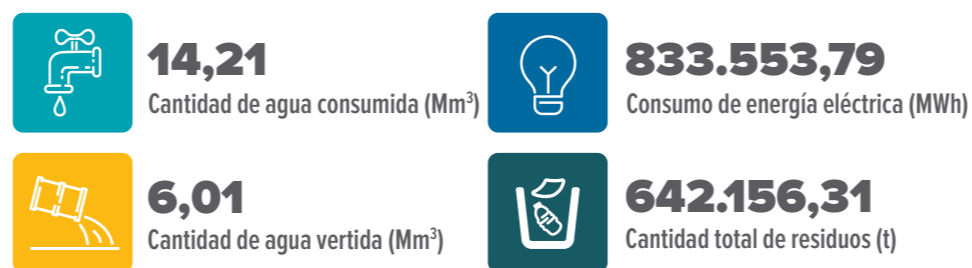 14,21
Cantidad de agua consumida (Mm³)
833.553,79
Consumo de energía eléctrica (MWh)
6,01
Cantidad de agua vertida (Mm³)
642.156,31
Cantidad total de residuos (t)